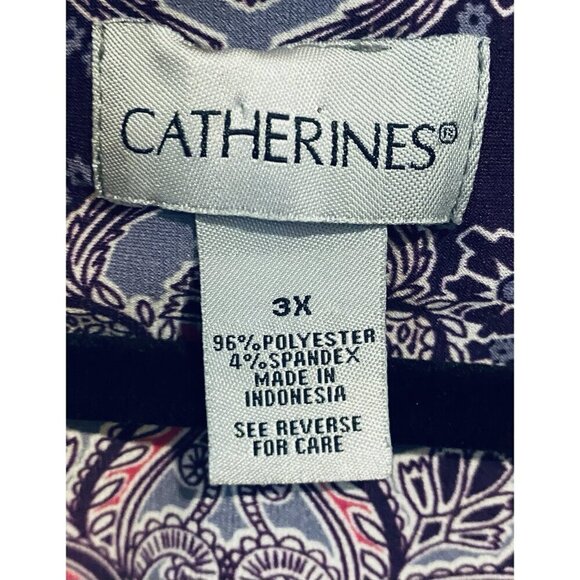 CATHERINES®
3X
96%POLYESTER
4%SPANDEX
MADE IN
INDONESIA
SEE REVERSE
FOR CARE